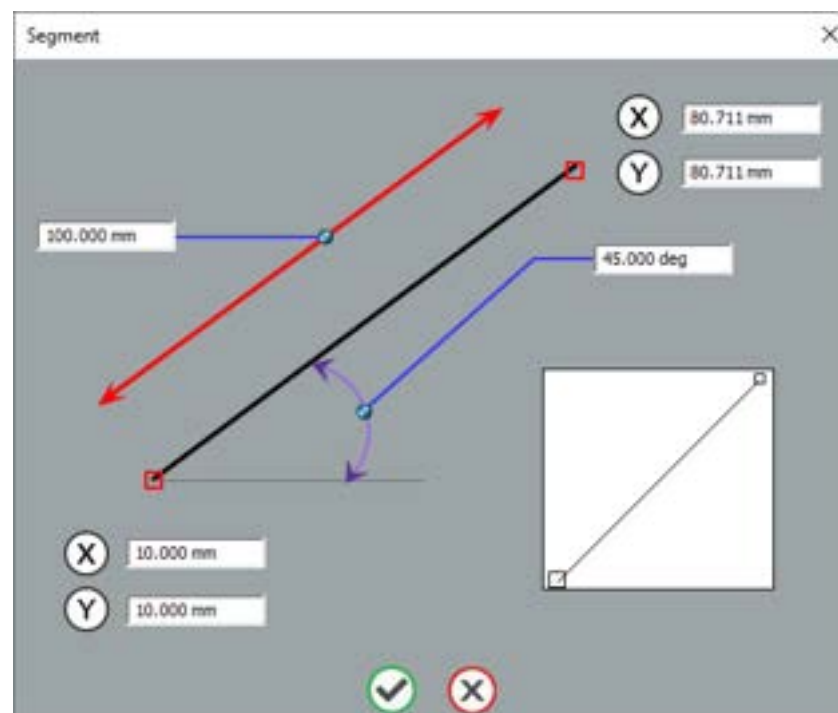 Segment
X 80.711 mm
Y 80.711 mm
100.000 mm
45.000 deg
X 10.000 mm
Y 10.000 mm